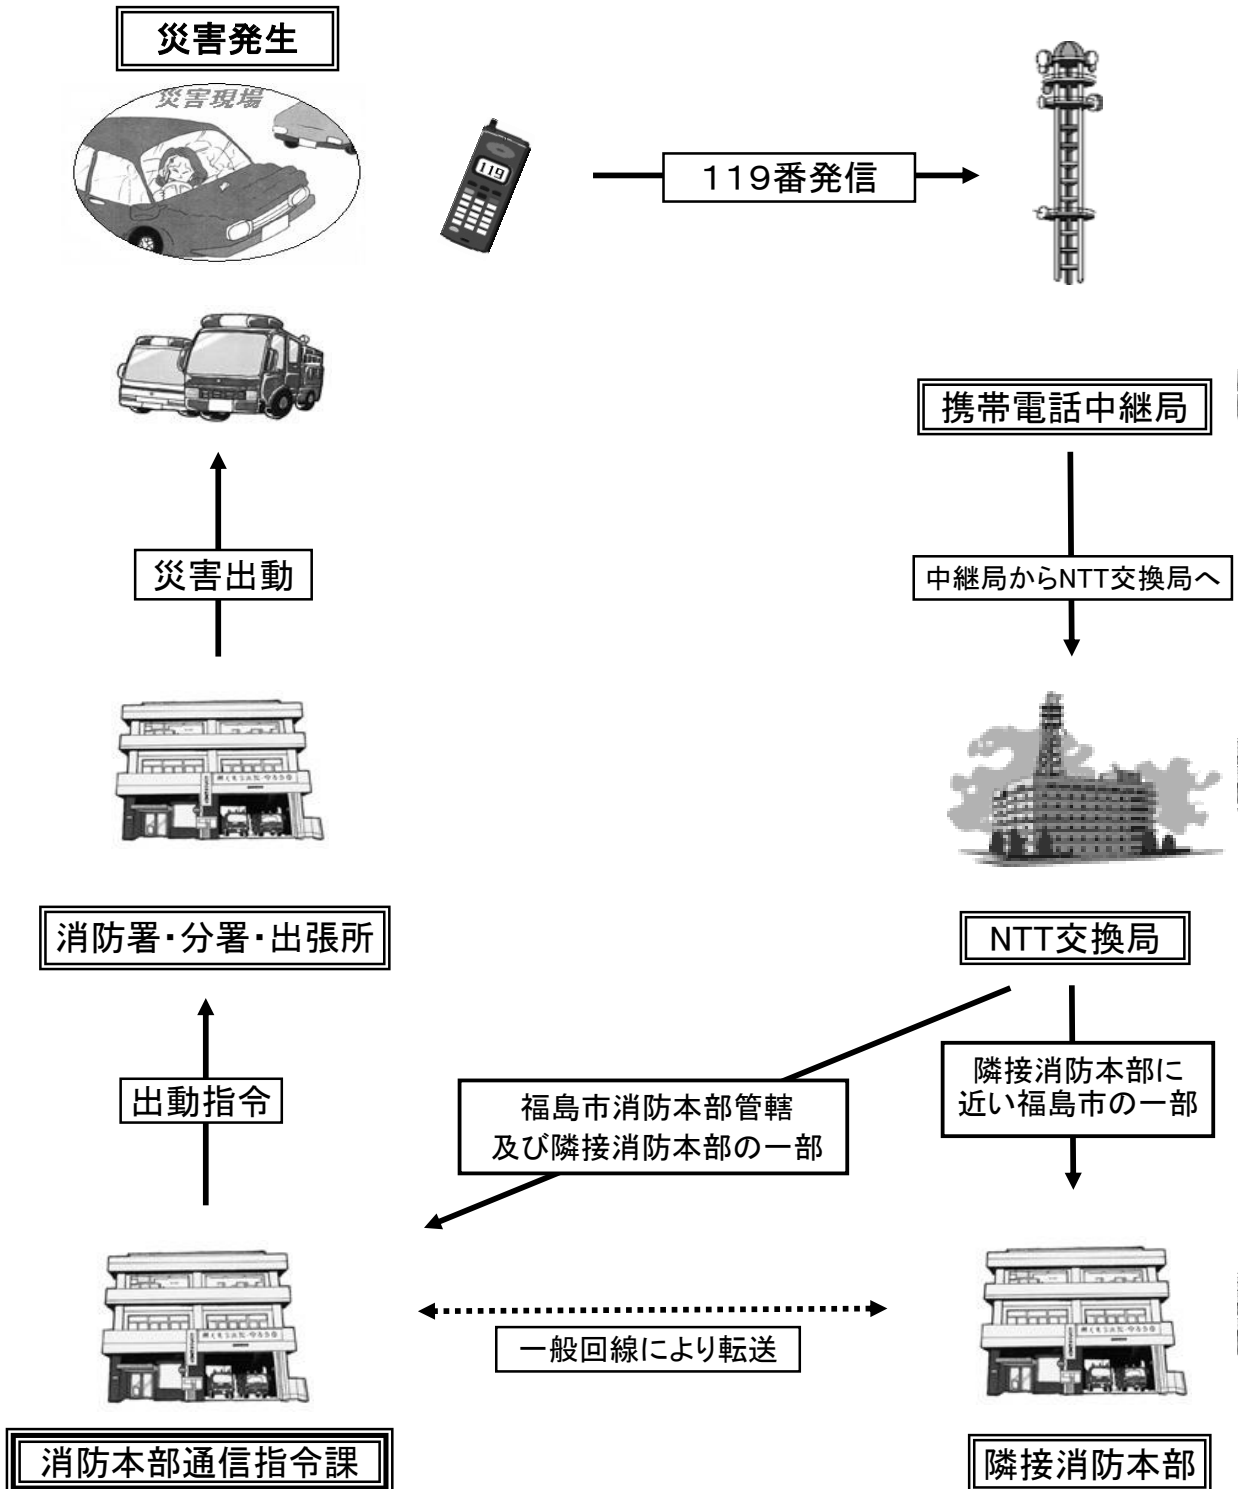 災害発生
災害現場
119
119番発信
携帯電話中継局
災害出動
中継局からNTT交換局へ
消防署・分署・出張所
NTT交換局
出動指令
福島市消防本部管轄
及び隣接消防本部の一部
隣接消防本部に
近い福島市の一部
一般回線により転送
消防本部通信指令課
隣接消防本部